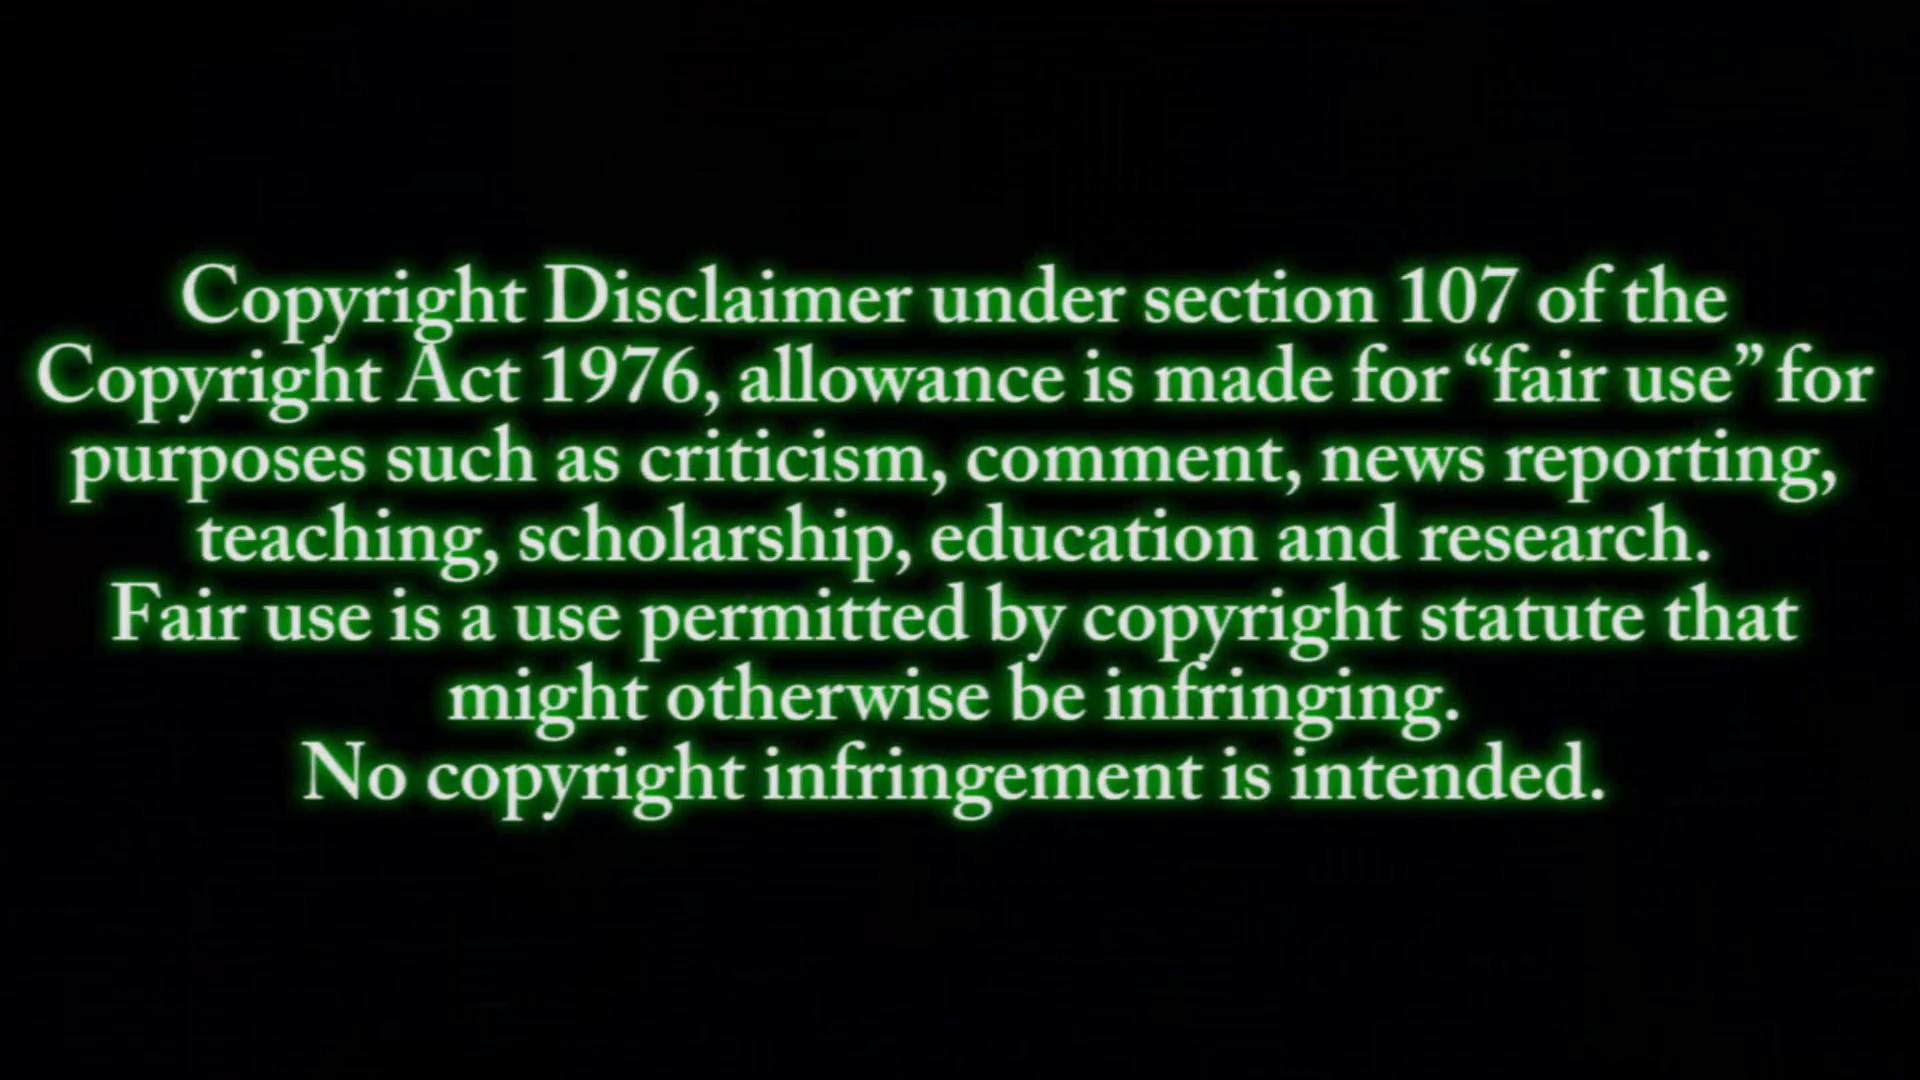 Copyright Disclaimer under section 107 of the
Copyright Act 1976, allowance is made for “fair use” for
purposes such as criticism, comment, news reporting,
teaching, scholarship, education and research.
Fair use is a use permitted by copyright statute that
might otherwise be infringing.
No copyright infringement is intended.